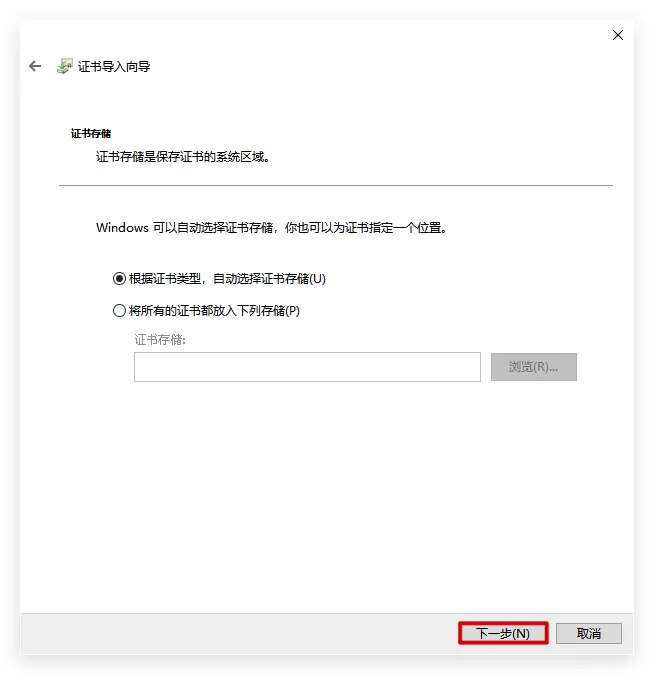 证书导入向导
证书存储
证书存储是保存证书的系统区域。
Windows 可以自动选择证书存储，你也可以为证书指定一个位置。
根据证书类型，自动选择证书存储(U)
将所有的证书都放入下列存储(P)
证书存储:
浏览(R)...
下一步(N)
取消